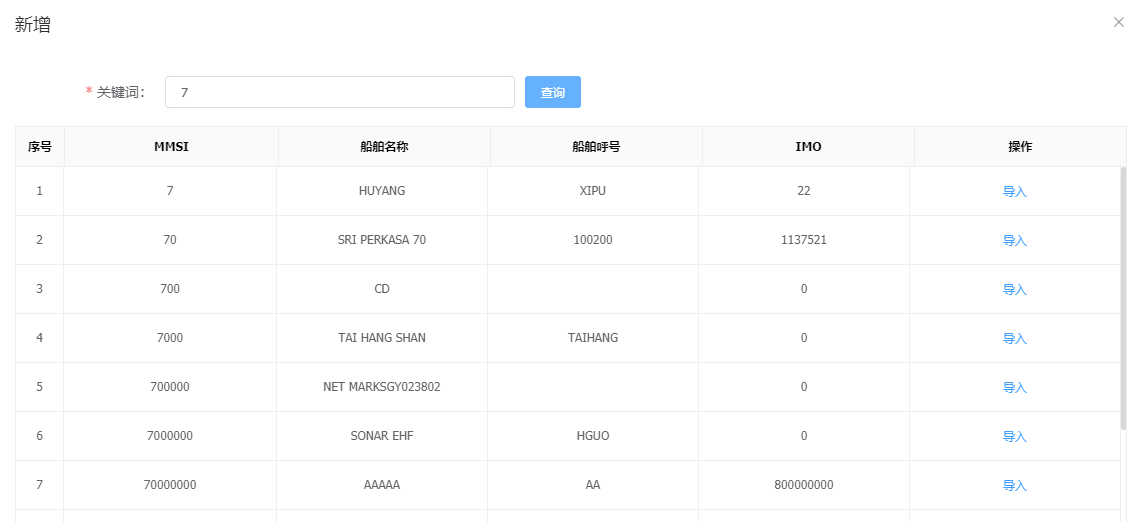 新增
* 关键词: 7 查询
序号 MMSI 船舶名称 船舶呼号 IMO 操作
1 7 HUYANG XIPU 22 导入
2 70 SRI PERKASA 70 100200 1137521 导入
3 700 CD 0 导入
4 7000 TAI HANG SHAN TAIHANG 0 导入
5 700000 NET MARKSGY023802 0 导入
6 7000000 SONAR EHF HGUO 0 导入
7 70000000 AAAAA AA 800000000 导入